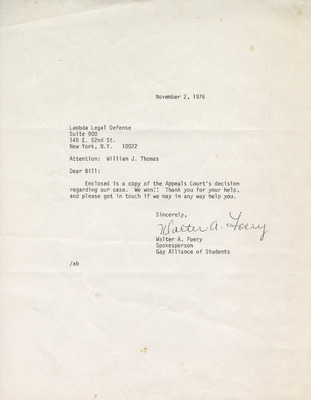 November 2, 1976
Lambda Legal Defense
Suite 900
145 E. 52nd St.
New York, N.Y. 10022
Attention: William J. Thomas
Dear Bill:
Enclosed is a copy of the Appeals Court's decision
regarding our case. We won!! Thank you for your help,
and please get in touch if we may in any way help you.
Sincerely,
Walter A. Foery
Walter A. Foery
Spokesperson
Gay Alliance of Students
/ab